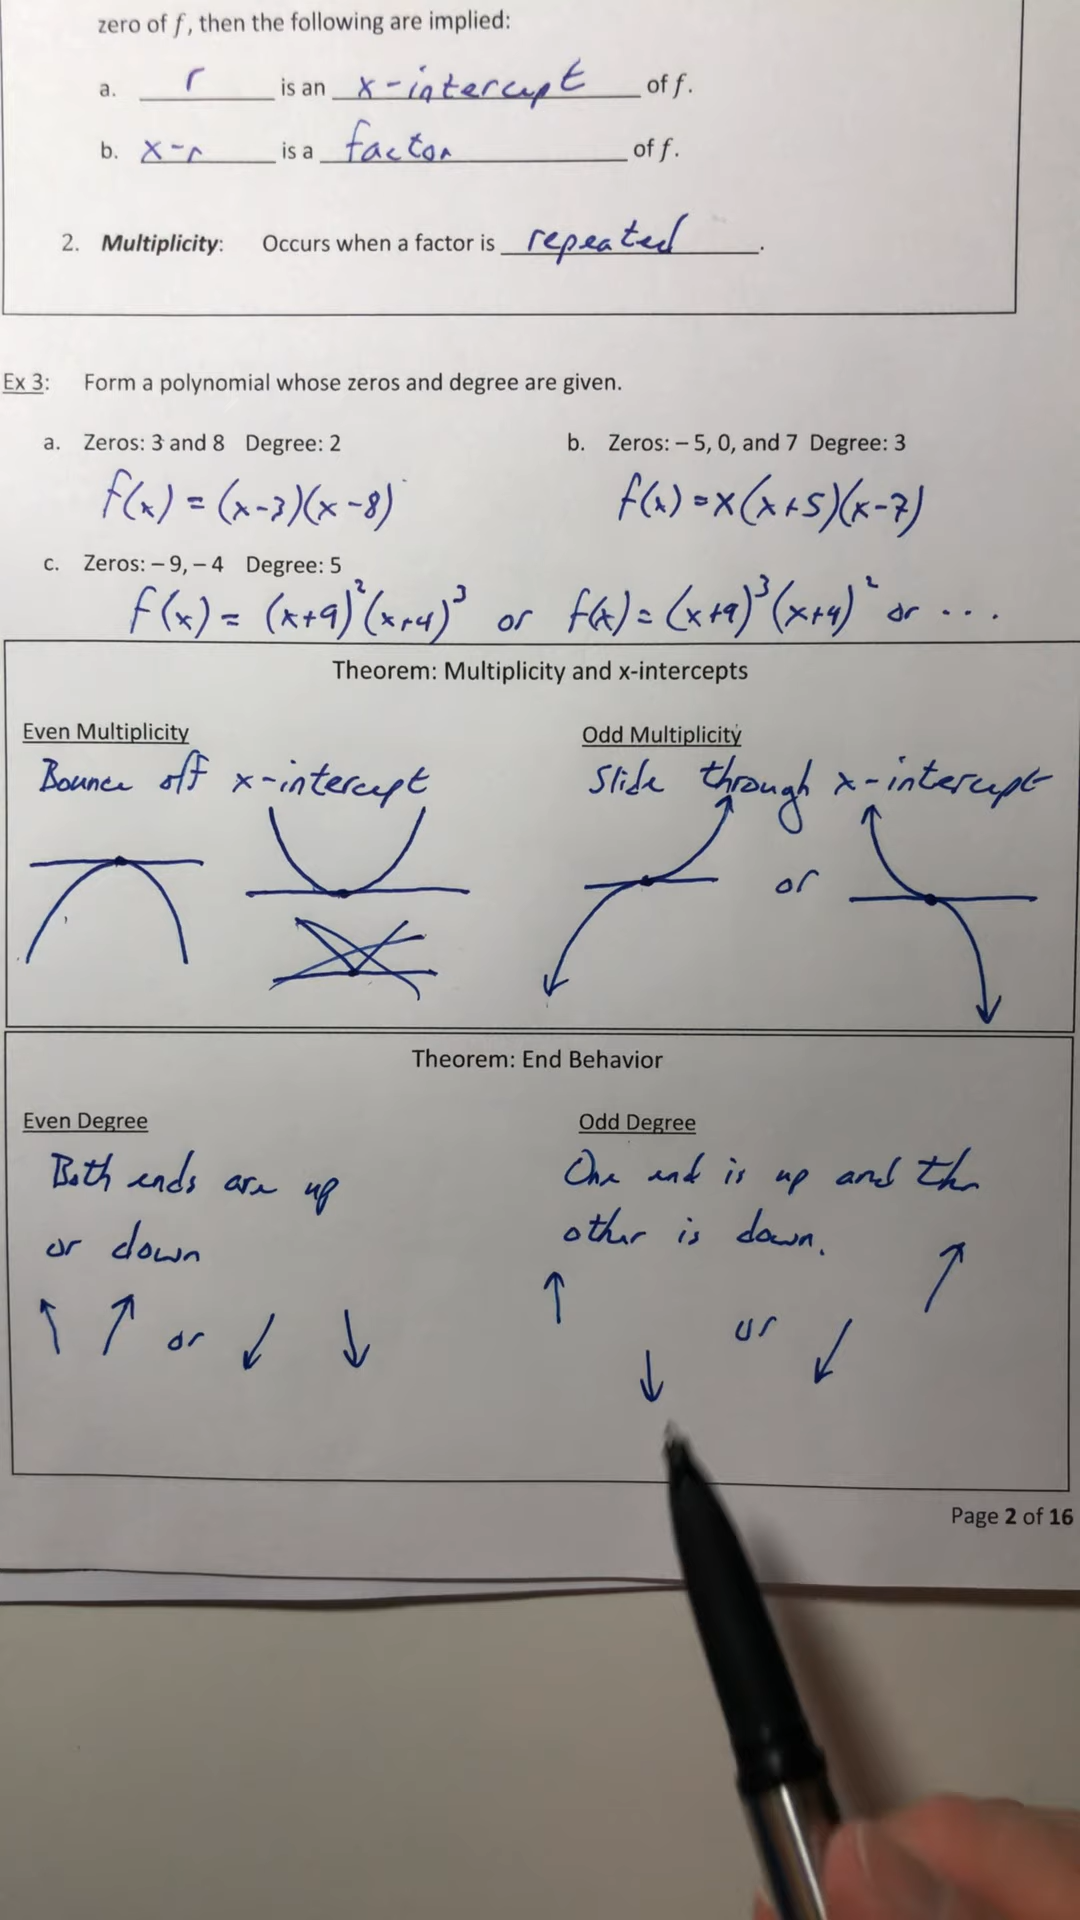 zero of f, then the following are implied:
a. r is an x-intercept of f.
b. x-r is a factor of f.
2. Multiplicity: Occurs when a factor is repeated.
Ex 3: Form a polynomial whose zeros and degree are given.
a. Zeros: 3 and 8 Degree: 2
b. Zeros: – 5, 0, and 7 Degree: 3
f(x) = (x-3)(x-8)
f(x) = x(x+5)(x-7)
c. Zeros: – 9, – 4 Degree: 5
f(x) = (x+9)²(x+4)³ or f(x) = (x+9)³(x+4)² or ...
Theorem: Multiplicity and x-intercepts
Even Multiplicity
Odd Multiplicity
Bounce off x-intercept
Slide through x-intercept
or
Theorem: End Behavior
Even Degree
Odd Degree
Both ends are up
or down
One end is up and the
other is down.
↑ ↗ or ↙ ↓
↑ ↓ or ↙ ↗
Page 2 of 16